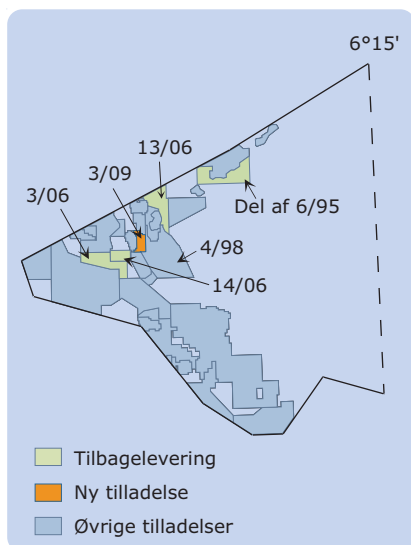 6°15'
13/06
3/09
3/06
Del af 6/95
4/98
14/06
Tilbagelevering
Ny tilladelse
Øvrige tilladelser